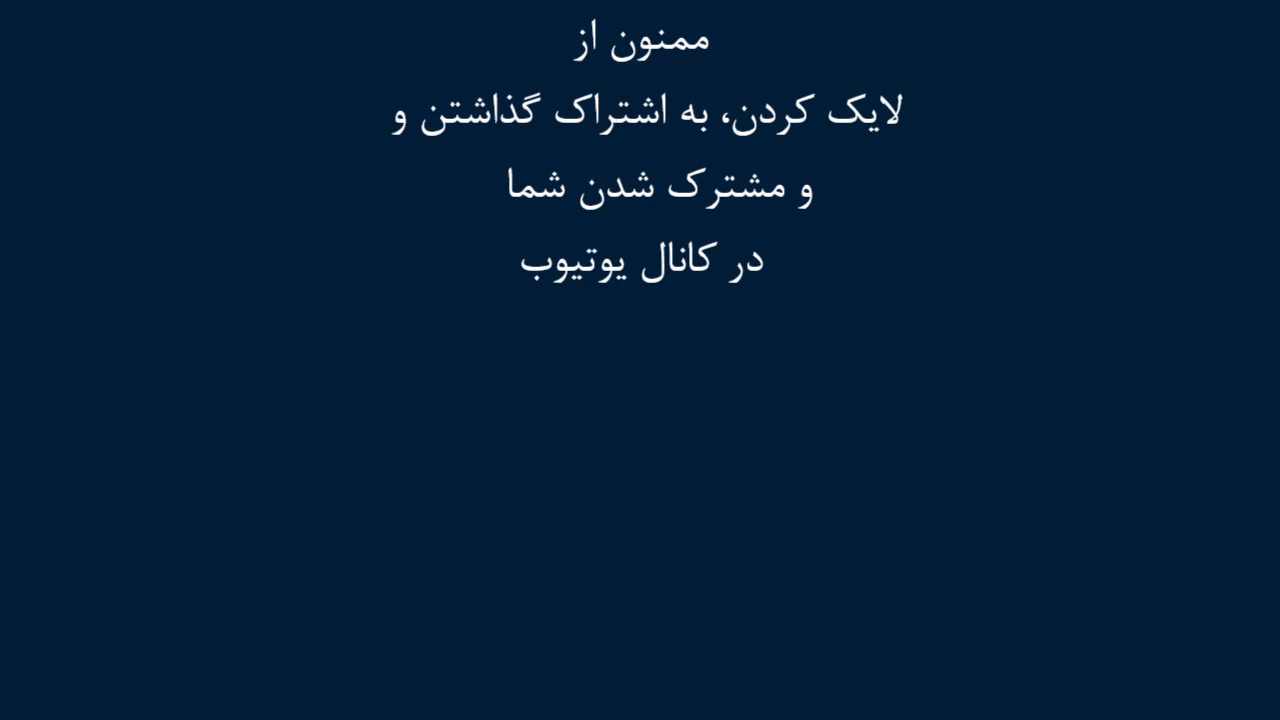 ممنون از
لایک کردن، به اشتراک گذاشتن و
و مشترک شدن شما
در کانال یوتیوب